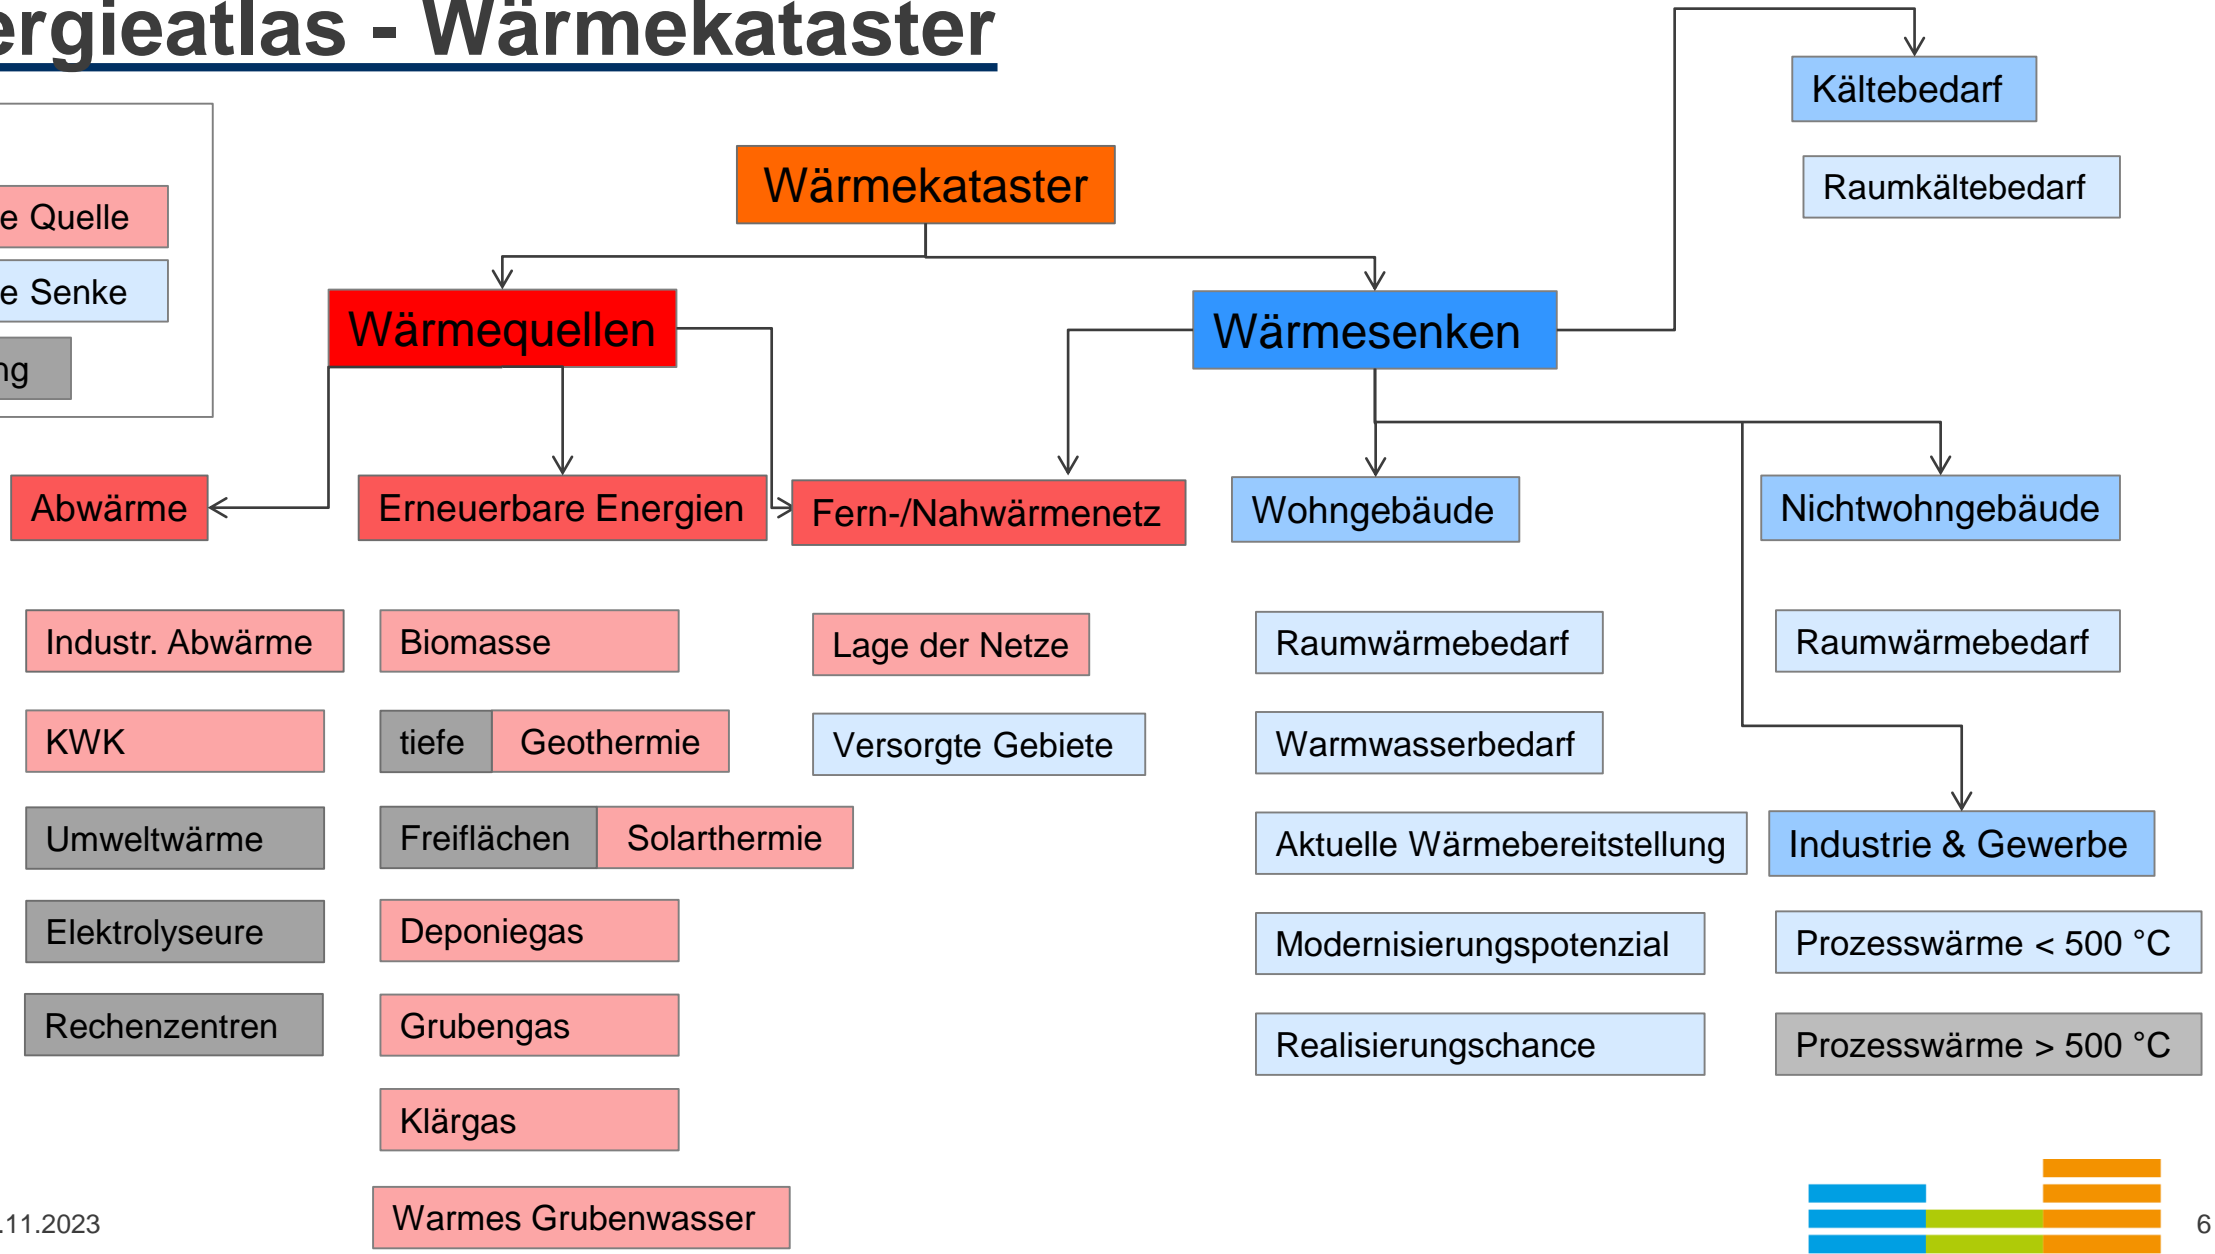 ergieatlas - Wärmekataster
Kältebedarf
Raumkältebedarf
Wärmekataster
e Quelle
e Senke
ng
Wärmequellen
Wärmesenken
Abwärme
Erneuerbare Energien
Fern-/Nahwärmenetz
Wohngebäude
Nichtwohngebäude
Industr. Abwärme
KWK
Umweltwärme
Elektrolyseure
Rechenzentren
Biomasse
tiefe Geothermie
Freiflächen Solarthermie
Deponiegas
Grubengas
Klärgas
Warmes Grubenwasser
Lage der Netze
Versorgte Gebiete
Raumwärmebedarf
Warmwasserbedarf
Aktuelle Wärmebereitstellung
Modernisierungspotenzial
Realisierungschance
Raumwärmebedarf
Industrie & Gewerbe
Prozesswärme < 500 °C
Prozesswärme > 500 °C
.11.2023
6